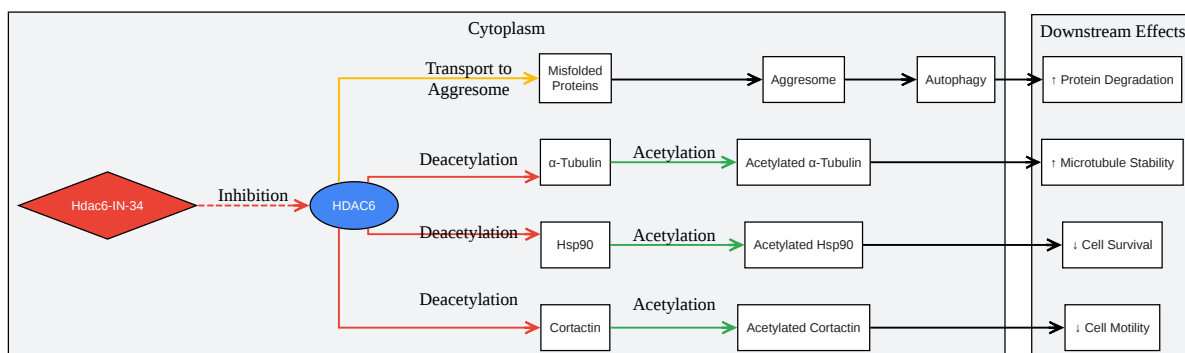 Cytoplasm
Downstream Effects
Transport to
Aggresome
Misfolded
Proteins
Aggresome
Autophagy
↑ Protein Degradation
Deacetylation
α-Tubulin
Acetylation
Acetylated α-Tubulin
↑ Microtubule Stability
Hdac6-IN-34
Inhibition
HDAC6
Deacetylation
Hsp90
Acetylation
Acetylated Hsp90
↓ Cell Survival
Deacetylation
Cortactin
Acetylation
Acetylated Cortactin
↓ Cell Motility